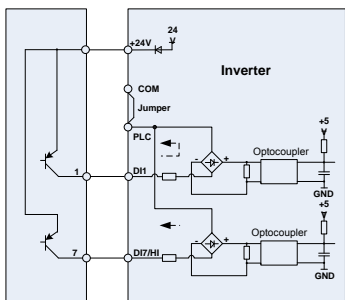 24
V
+24V
Inverter
COM
Jumper
PLC
+5
Optocoupler
1
DI1
- +
GND
+5
Optocoupler
7
DI7/HI
- +
GND